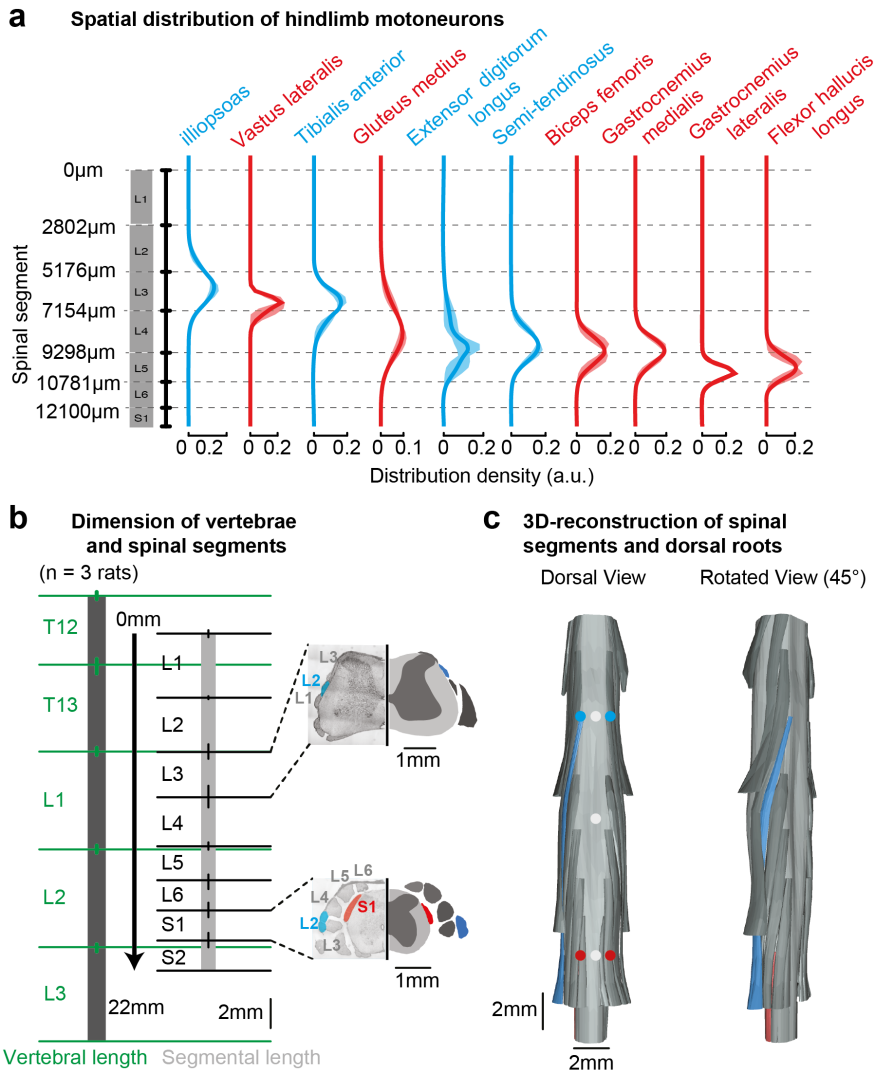 a Spatial distribution of hindlimb motoneurons
illiopsoas
Vastus lateralis
Tibialis anterior
Gluteus medius
Extensor digitorum
longus
Semi-tendinosus
Biceps femoris
Gastrocnemius
medialis
Gastrocnemius
lateralis
Flexor hallucis
longus
Spinal segment
0µm
2802µm
5176µm
7154µm
9298µm
10781µm
12100µm
L1
L2
L3
L4
L5
L6
S1
0 0.2 0 0.2 0 0.2 0 0.1 0 0.2 0 0.2 0 0.2 0 0.2 0 0.2 0 0.2
Distribution density (a.u.)
b Dimension of vertebrae
and spinal segments
(n = 3 rats)
T12
T13
L1
L2
L3
0mm
22mm
L1
L2
L3
L4
L5
L6
S1
S2
2mm
Vertebral length Segmental length
L3
L2
L1
1mm
L5 L6
L4
S1
L2
L3
1mm
c 3D-reconstruction of spinal
segments and dorsal roots
Dorsal View Rotated View (45°)
2mm
2mm